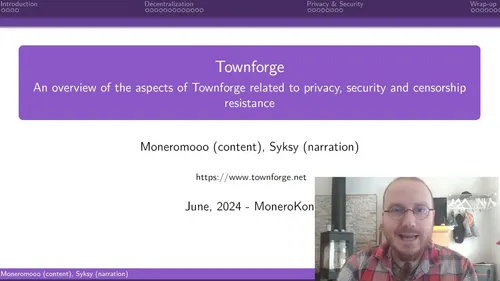 Introduction Decentralization Privacy & Security Wrap-up
Townforge
An overview of the aspects of Townforge related to privacy, security and censorship
resistance
Moneromooo (content), Syksy (narration)
https://www.townforge.net
June, 2024 - MoneroKon
Moneromooo (content), Syksy (narration)